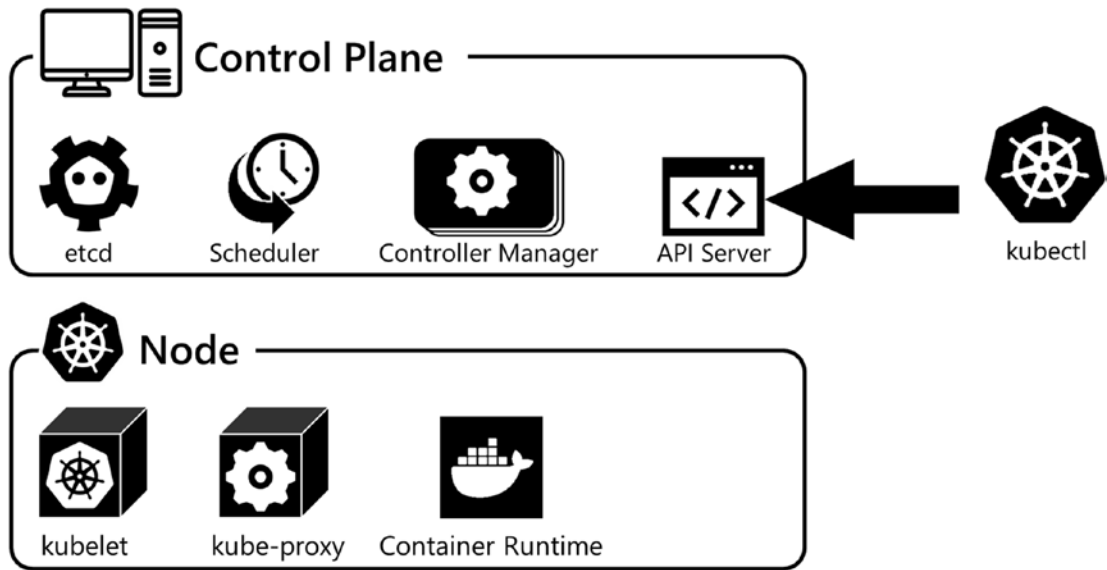 Control Plane
etcd
Scheduler
Controller Manager
API Server
</>
kubectl
Node
kubelet
kube-proxy
Container Runtime